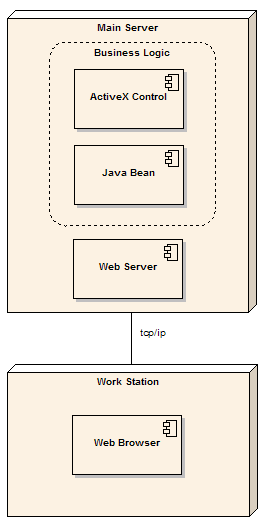 Main Server
Business Logic
ActiveX Control
Java Bean
Web Server
tcp/ip
Work Station
Web Browser